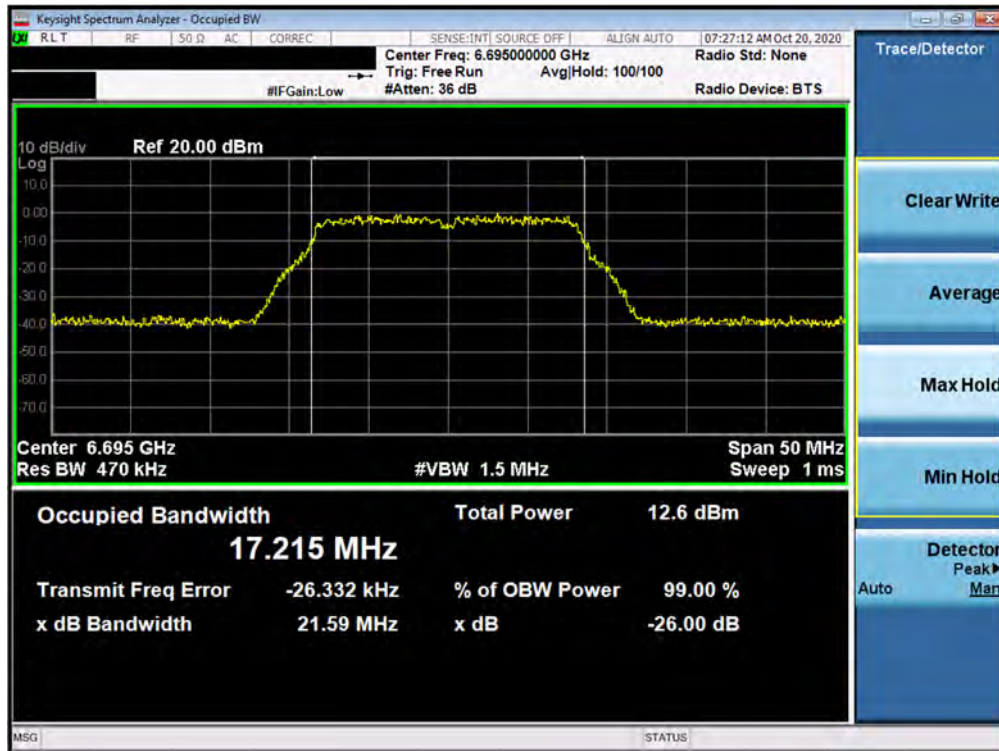 Keysight Spectrum Analyzer - Occupied BW
LXI RLT RF 50 Ω AC CORREC SENSE:INT SOURCE OFF ALIGN AUTO 07:27:12 AM Oct 20, 2020
Center Freq: 6.695000000 GHz Radio Std: None
Trig: Free Run Avg|Hold: 100/100
#IFGain:Low #Atten: 36 dB Radio Device: BTS
Trace/Detector
10 dB/div Ref 20.00 dBm
Log
10.0
0.00
-10.0
-20.0
-30.0
-40.0
-50.0
-60.0
-70.0
Center 6.695 GHz Span 50 MHz
Res BW 470 kHz #VBW 1.5 MHz Sweep 1 ms
Clear Write
Average
Max Hold
Min Hold
Detector
Peak▶
Auto Man
Occupied Bandwidth Total Power 12.6 dBm
17.215 MHz
Transmit Freq Error -26.332 kHz % of OBW Power 99.00 %
x dB Bandwidth 21.59 MHz x dB -26.00 dB
MSG STATUS